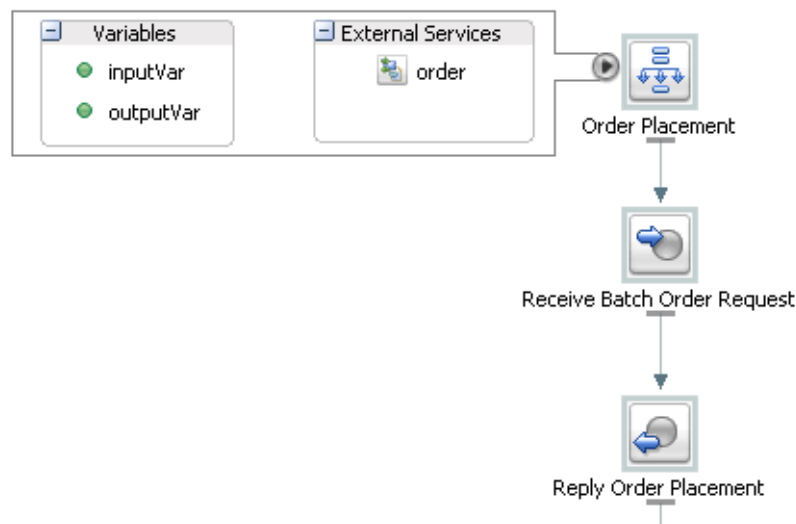 Variables
inputVar
outputVar
External Services
order
Order Placement
Receive Batch Order Request
Reply Order Placement